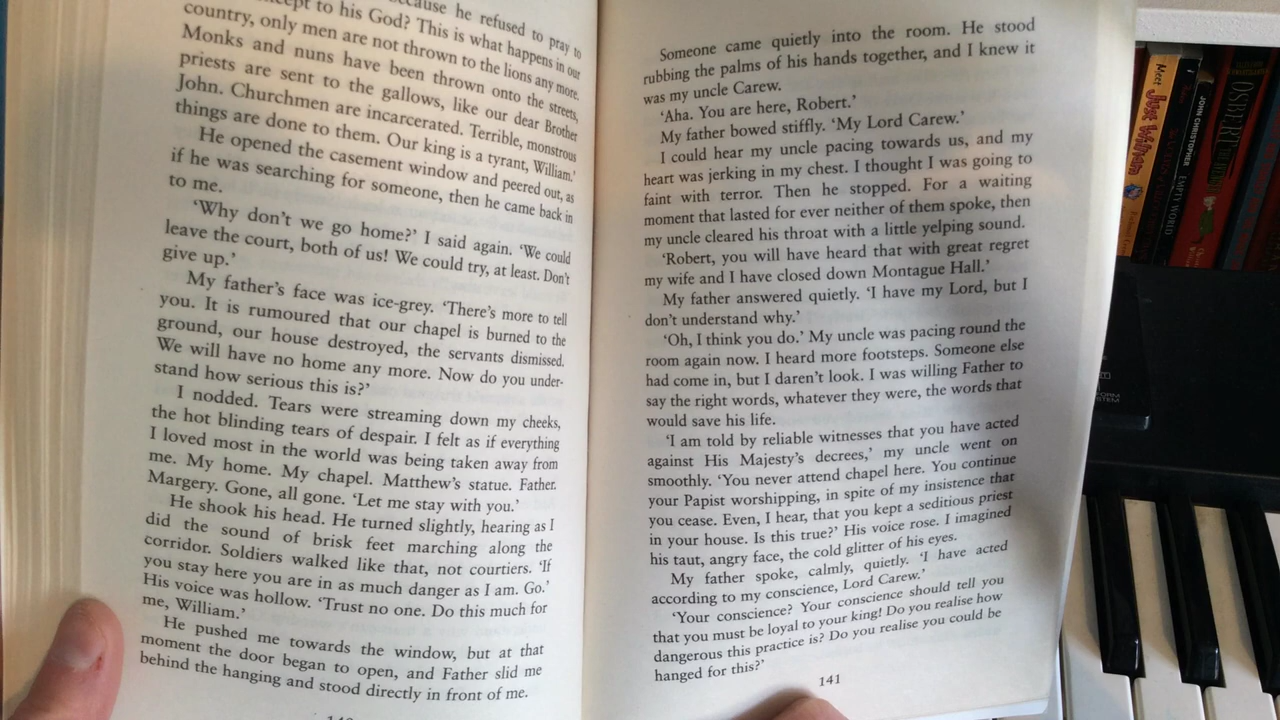 because he refused to pray to
to his God? This is what happens in our
country, only men are not thrown to the lions any more.
Monks and nuns have been thrown onto the streets,
priests are sent to the gallows, like our dear Brother
John. Churchmen are incarcerated. Terrible, monstrous
things are done to them. Our king is a tyrant, William.'
He opened the casement window and peered out, as
if he was searching for someone, then he came back in
to me.
'Why don't we go home?' I said again. 'We could
leave the court, both of us! We could try, at least. Don't
give up.'
My father's face was ice-grey. 'There's more to tell
you. It is rumoured that our chapel is burned to the
ground, our house destroyed, the servants dismissed.
We will have no home any more. Now do you under-
stand how serious this is?'
I nodded. Tears were streaming down my cheeks,
the hot blinding tears of despair. I felt as if everything
I loved most in the world was being taken away from
me. My home. My chapel. Matthew's statue. Father.
Margery. Gone, all gone. 'Let me stay with you.'
He shook his head. He turned slightly, hearing as I
did the sound of brisk feet marching along the
corridor. Soldiers walked like that, not courtiers. 'If
you stay here you are in as much danger as I am. Go.'
His voice was hollow. 'Trust no one. Do this much for
me, William.'
He pushed me towards the window, but at that
moment the door began to open, and Father slid me
behind the hanging and stood directly in front of me.
140
Someone came quietly into the room. He stood
rubbing the palms of his hands together, and I knew it
was my uncle Carew.
'Aha. You are here, Robert.'
My father bowed stiffly. 'My Lord Carew.'
I could hear my uncle pacing towards us, and my
heart was jerking in my chest. I thought I was going to
faint with terror. Then he stopped. For a waiting
moment that lasted for ever neither of them spoke, then
my uncle cleared his throat with a little yelping sound.
'Robert, you will have heard that with great regret
my wife and I have closed down Montague Hall.'
My father answered quietly. 'I have my Lord, but I
don't understand why.'
'Oh, I think you do.' My uncle was pacing round the
room again now. I heard more footsteps. Someone else
had come in, but I daren't look. I was willing Father to
say the right words, whatever they were, the words that
would save his life.
'I am told by reliable witnesses that you have acted
against His Majesty's decrees,' my uncle went on
smoothly. 'You never attend chapel here. You continue
your Papist worshipping, in spite of my insistence that
you cease. Even, I hear, that you kept a seditious priest
in your house. Is this true?' His voice rose. I imagined
his taut, angry face, the cold glitter of his eyes.
My father spoke, calmly, quietly. 'I have acted
according to my conscience, Lord Carew.'
'Your conscience? Your conscience should tell you
that you must be loyal to your king! Do you realise how
dangerous this practice is? Do you realise you could be
hanged for this?'
141
Meet Just William
JOHN CHRISTOPHER EMPTY WORLD
OSBERT